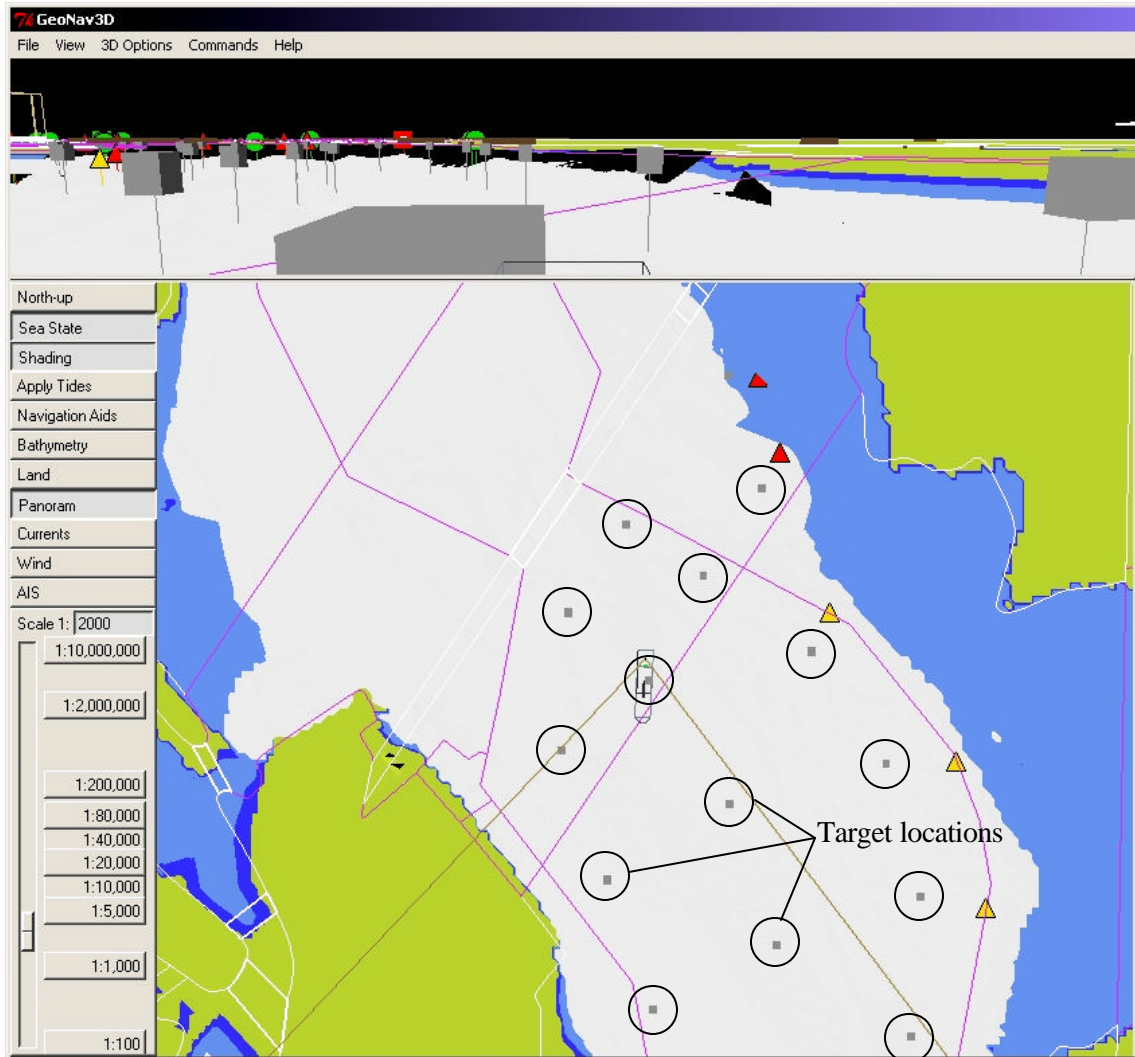 GeoNav3D
File View 3D Options Commands Help
North-up
Sea State
Shading
Apply Tides
Navigation Aids
Bathymetry
Land
Panoram
Currents
Wind
AIS
Scale 1: 2000
1:10,000,000
1:2,000,000
1:200,000
1:80,000
1:40,000
1:20,000
1:10,000
1:5,000
1:1,000
1:100
Target locations